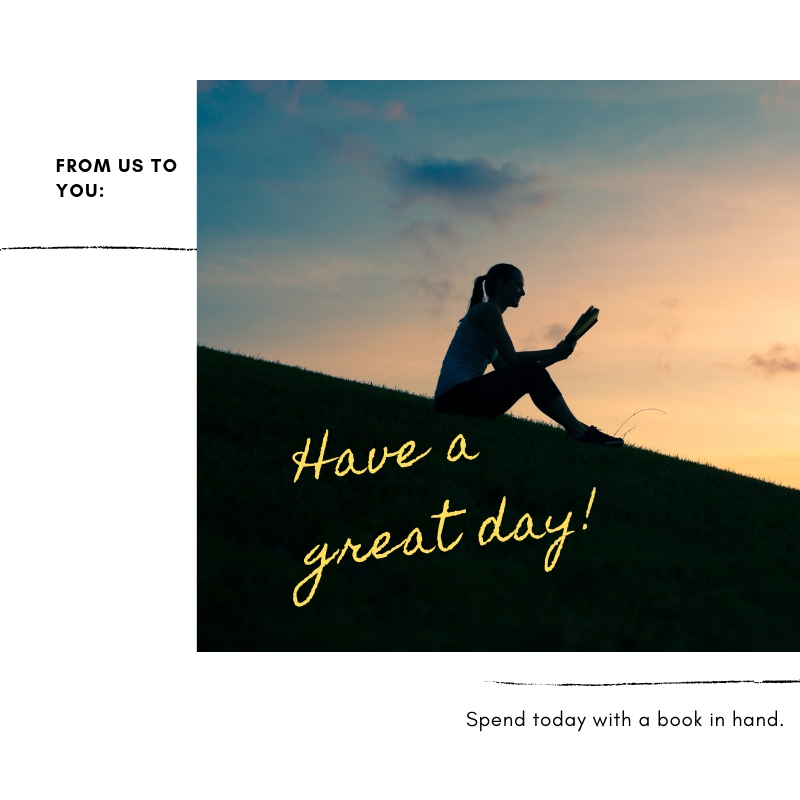 FROM US TO
YOU:
Have a
great day!
Spend today with a book in hand.